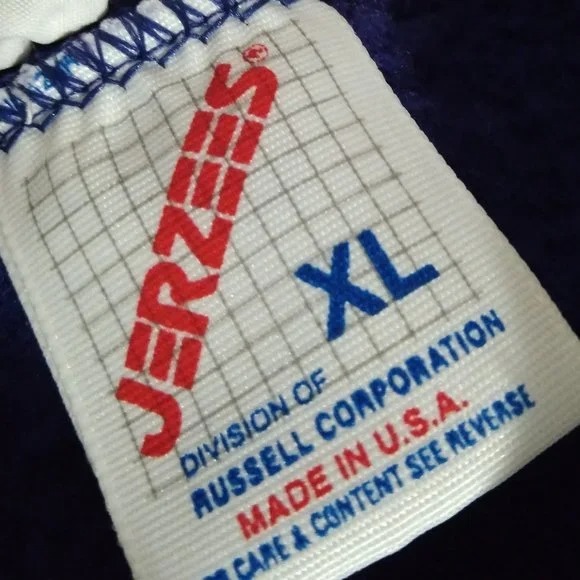 JERZEES®
XL
DIVISION OF
RUSSELL CORPORATION
MADE IN U.S.A.
CARE & CONTENT SEE REVERSE